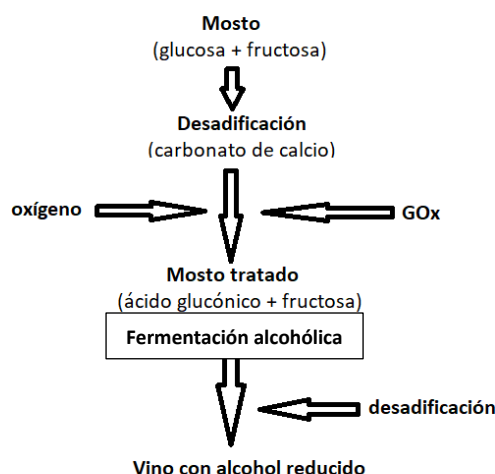 Mosto
(glucosa + fructosa)
Desadificación
(carbonato de calcio)
oxígeno
GOx
Mosto tratado
(ácido glucónico + fructosa)
Fermentación alcohólica
desadificación
Vino con alcohol reducido